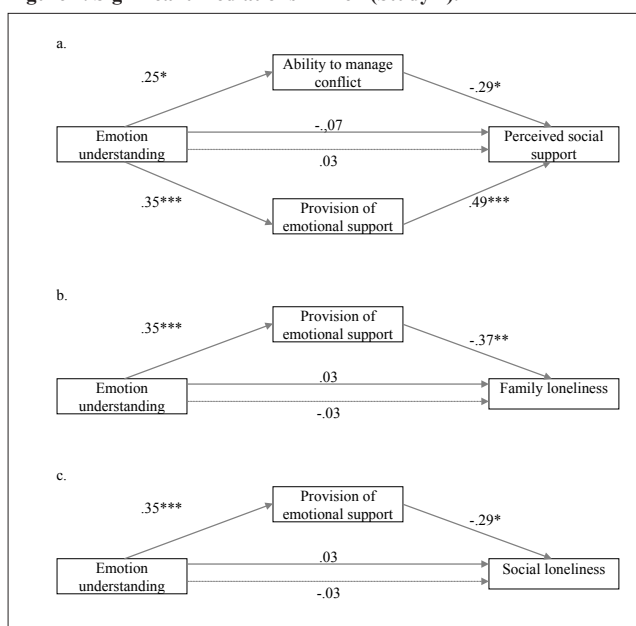 a.
Ability to manage
conflict
.25*
-.29*
Emotion
understanding
-.,07
.03
Perceived social
support
.35***
Provision of
emotional support
.49***
b.
Provision of
emotional support
.35***
-.37**
Emotion
understanding
.03
-.03
Family loneliness
c.
Provision of
emotional support
.35***
-.29*
Emotion
understanding
.03
-.03
Social loneliness